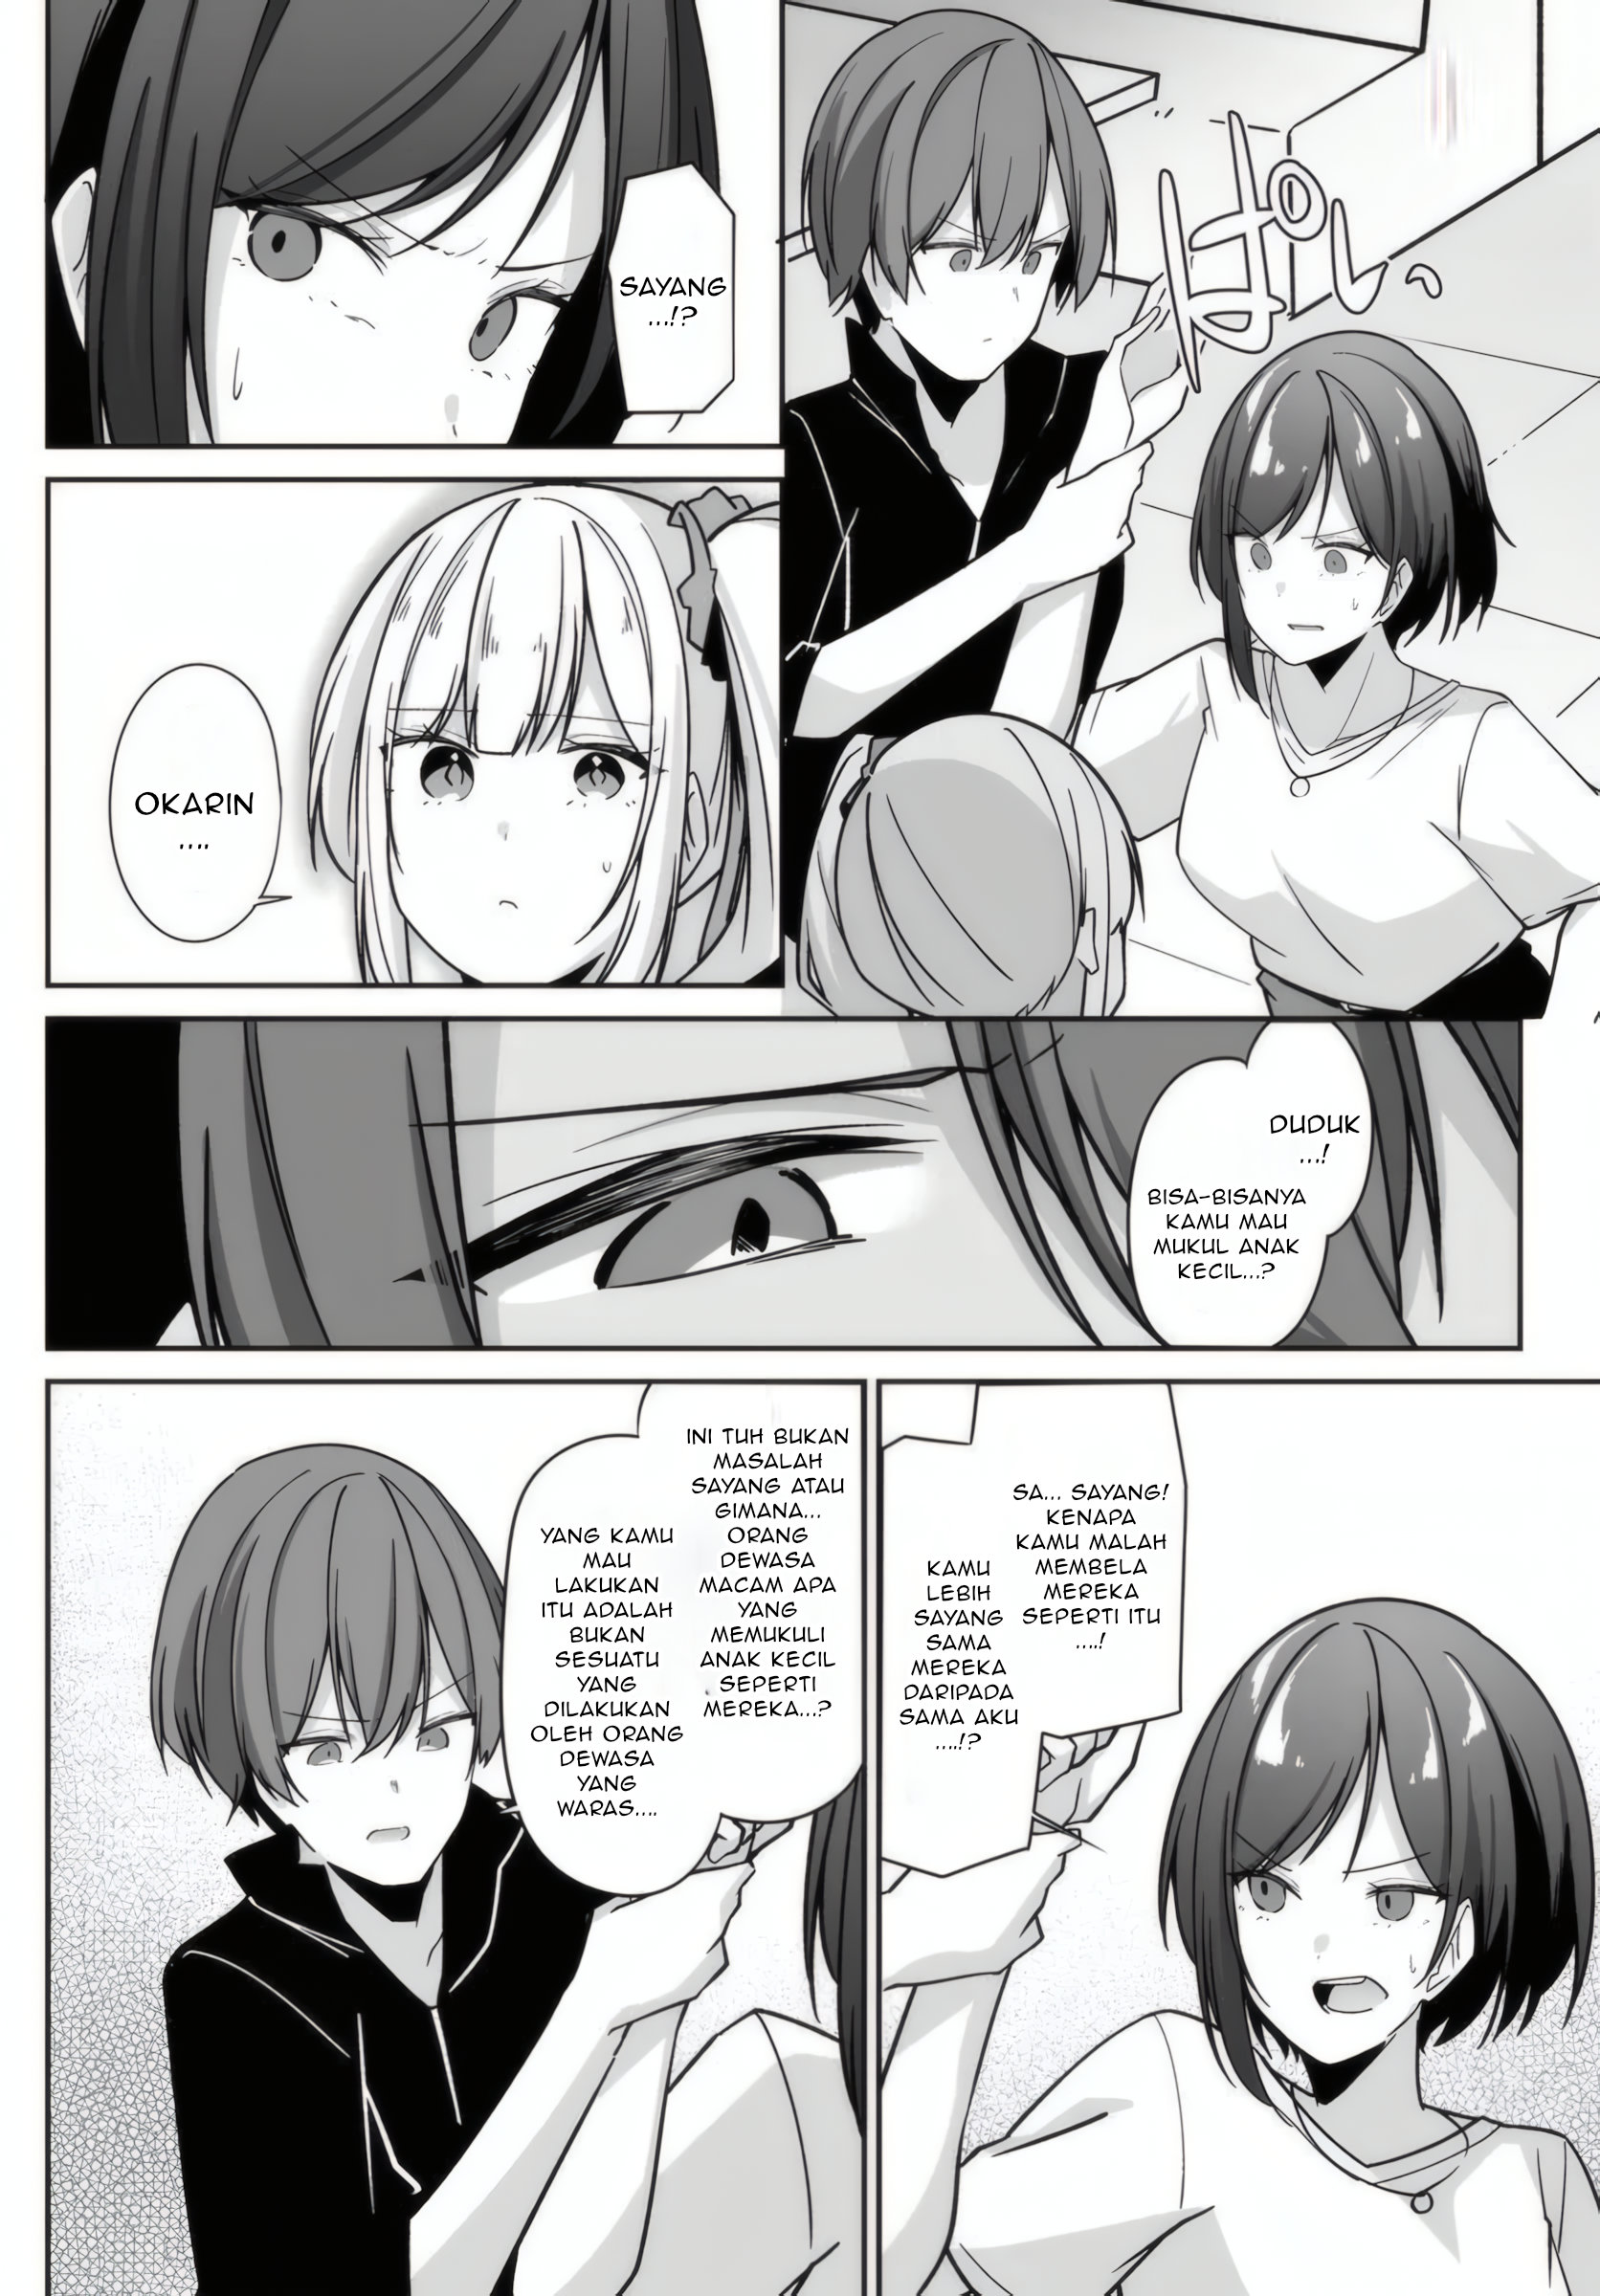 ぱしっ
SAYANG
...!?
OKARIN
....
DUDUK
...!
BISA-BISANYA
KAMU MAU
MUKUL ANAK
KECIL...?
SA... SAYANG!
KENAPA
KAMU MALAH
MEMBELA
MEREKA
SEPERTI ITU
....!
KAMU
LEBIH
SAYANG
SAMA
MEREKA
DARIPADA
SAMA AKU
....!?
INI TUH BUKAN
MASALAH
SAYANG ATAU
GIMANA...
ORANG
DEWASA
MACAM APA
YANG
MEMUKULI
ANAK KECIL
SEPERTI
MEREKA...?
YANG KAMU
MAU
LAKUKAN
ITU ADALAH
BUKAN
SESUATU
YANG
DILAKUKAN
OLEH ORANG
DEWASA
YANG
WARAS....